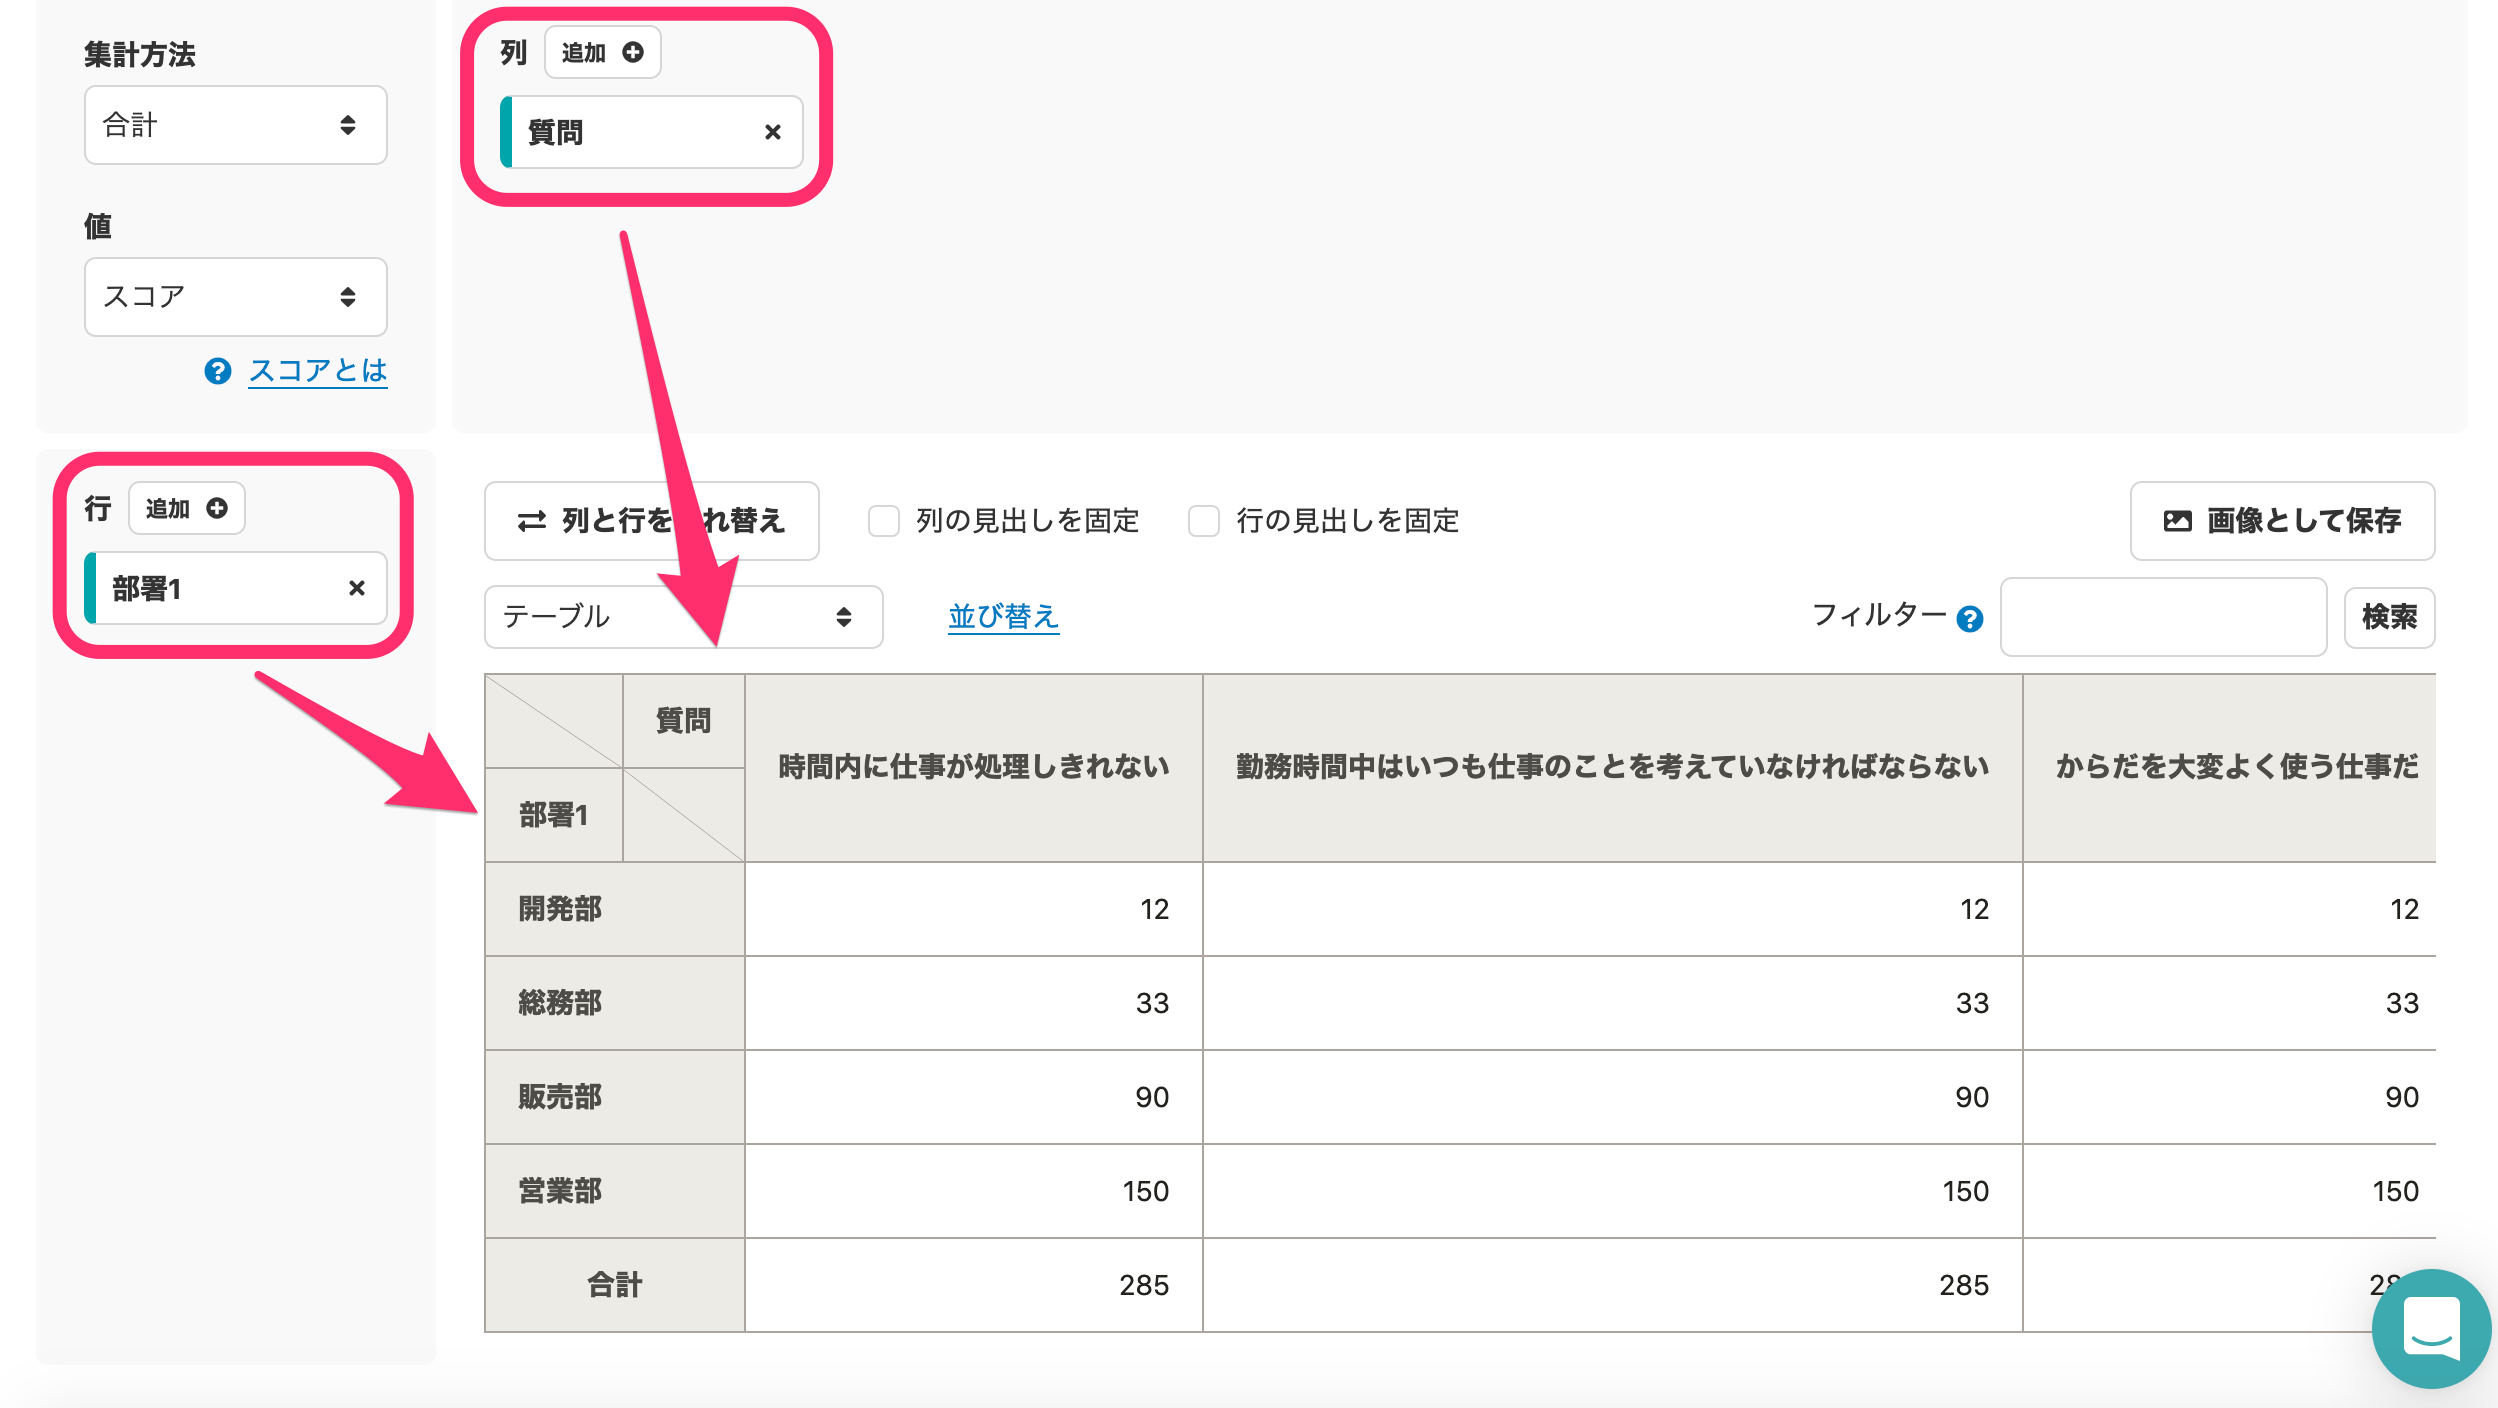 集計方法
合計
値
スコア
スコアとは
列 追加
質問
行 追加
部署1
列と行を れ替え
列の見出しを固定
行の見出しを固定
画像として保存
テーブル
並び替え
フィルター
検索
質問
部署1
時間内に仕事が処理しきれない
勤務時間中はいつも仕事のことを考えていなければならない
からだを大変よく使う仕事だ
開発部 12 12 12
総務部 33 33 33
販売部 90 90 90
営業部 150 150 150
合計 285 285